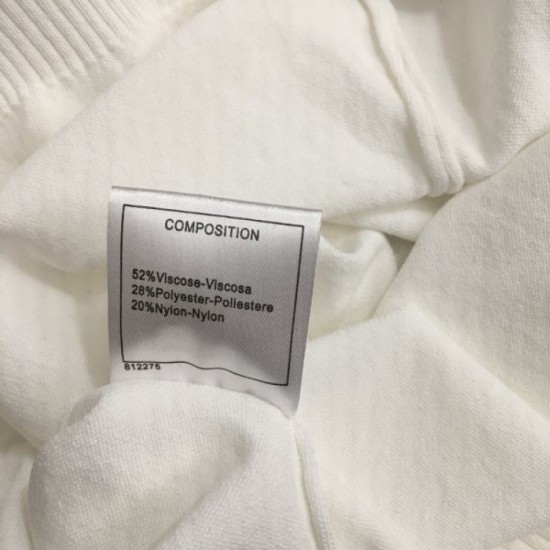 COMPOSITION
52%Viscose-Viscosa
28%Polyester-Poliestere
20%Nylon-Nylon
812275